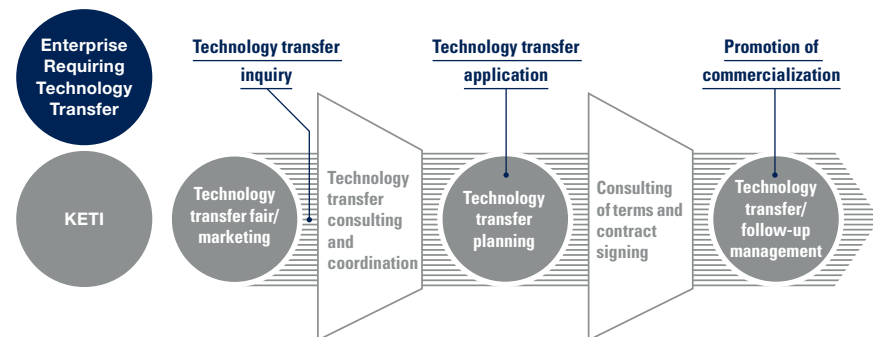 Enterprise
Requiring
Technology
Transfer
Technology transfer
inquiry
Technology transfer
application
Promotion of
commercialization
KETI
Technology
transfer fair/
marketing
Technology
transfer
consulting
and
coordination
Technology
transfer
planning
Consulting
of terms and
contract
signing
Technology
transfer/
follow-up
management